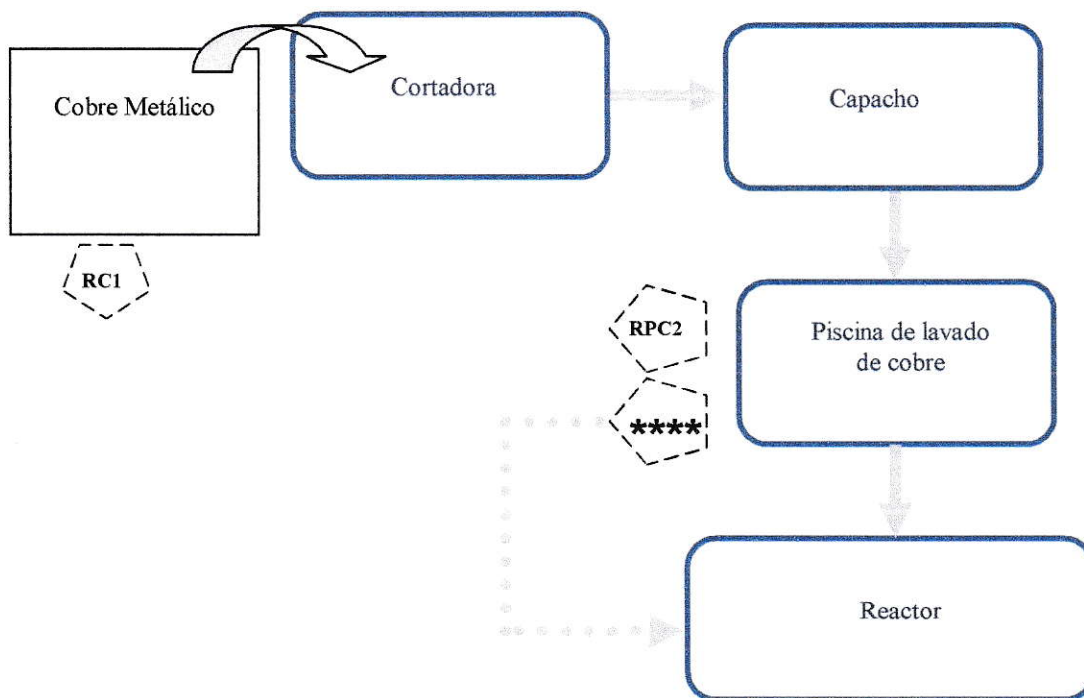 Cobre Metálico
Cortadora
Capacho
RC1
RPC2
Piscina de lavado
de cobre
****
Reactor